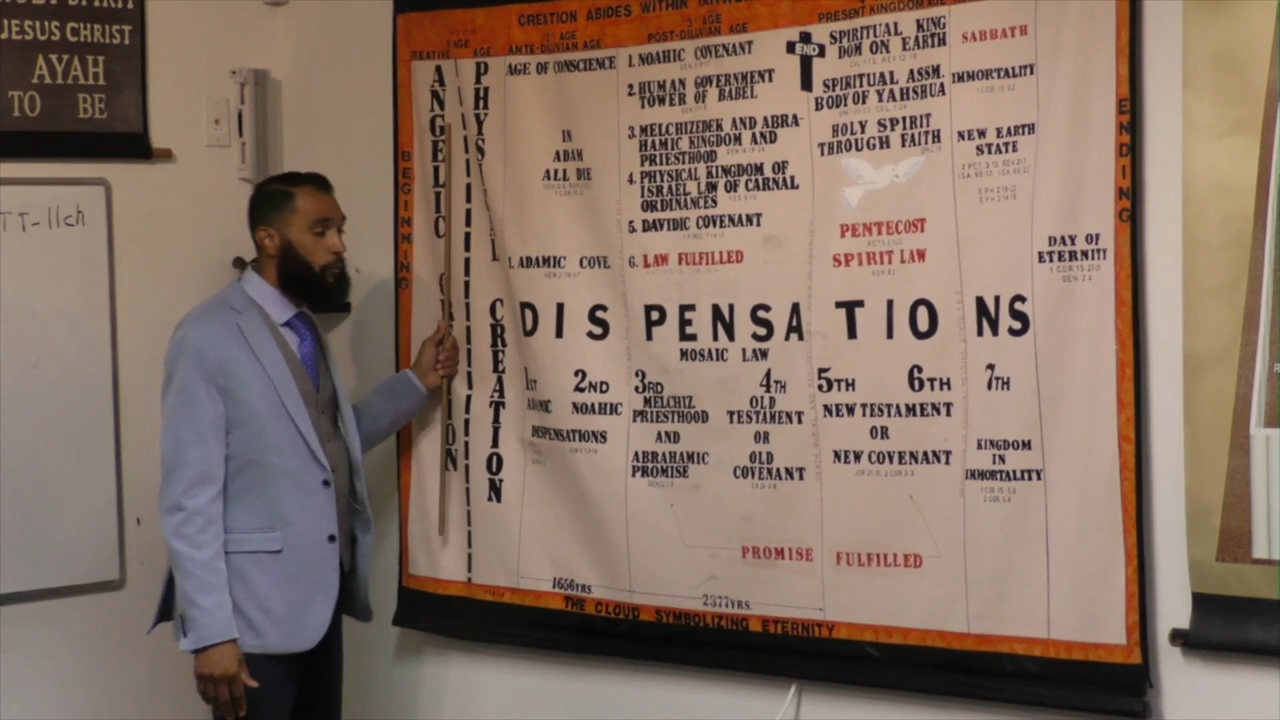 JESUS CHRIST
AYAH
TO BE
TT-11ch
CREATION ABIDES WITHIN
AGE
ANTE-DILUVIAN AGE
AGE
POST-DILUVIAN AGE
PRESENT KINGDOM AGE
BEGINNING
ANGELIC CREATION
PHYSICAL CREATION
AGE OF CONSCIENCE
IN
ADAM
ALL DIE
1. ADAMIC COVE.
1. NOAHIC COVENANT
2. HUMAN GOVERNMENT
TOWER OF BABEL
3. MELCHIZEDEK AND ABRA-
HAMIC KINGDOM AND
PRIESTHOOD
4. PHYSICAL KINGDOM OF
ISRAEL LAW OF CARNAL
ORDINANCES
5. DAVIDIC COVENANT
6. LAW FULFILLED
END
SPIRITUAL KING
DOM ON EARTH
SPIRITUAL ASSM.
BODY OF YAHSHUA
HOLY SPIRIT
THROUGH FAITH
PENTECOST
SPIRIT LAW
SABBATH
IMMORTALITY
NEW EARTH
STATE
DAY OF
ETERNITY
ENDING
DISPENSATIONS
MOSAIC LAW
1ST 2ND 3RD 4TH 5TH 6TH 7TH
ADAMIC NOAHIC
DISPENSATIONS
MELCHIZ.
PRIESTHOOD
AND
ABRAHAMIC
PROMISE
OLD
TESTAMENT
OR
OLD
COVENANT
NEW TESTAMENT
OR
NEW COVENANT
KINGDOM
IN
IMMORTALITY
PROMISE FULFILLED
1656YRS.
2377YRS.
THE CLOUD SYMBOLIZING ETERNITY